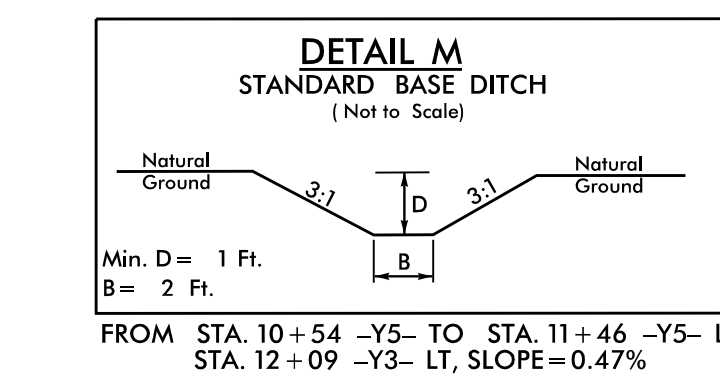 DETAIL M
STANDARD BASE DITCH
( Not to Scale)
Natural
Ground
3:1
D
3:1
Natural
Ground
Min. D = 1 Ft.
B
B = 2 Ft.
FROM STA. 10+54 -Y5- TO STA. 11+46 -Y5-
STA. 12+09 -Y3- LT, SLOPE=0.47%